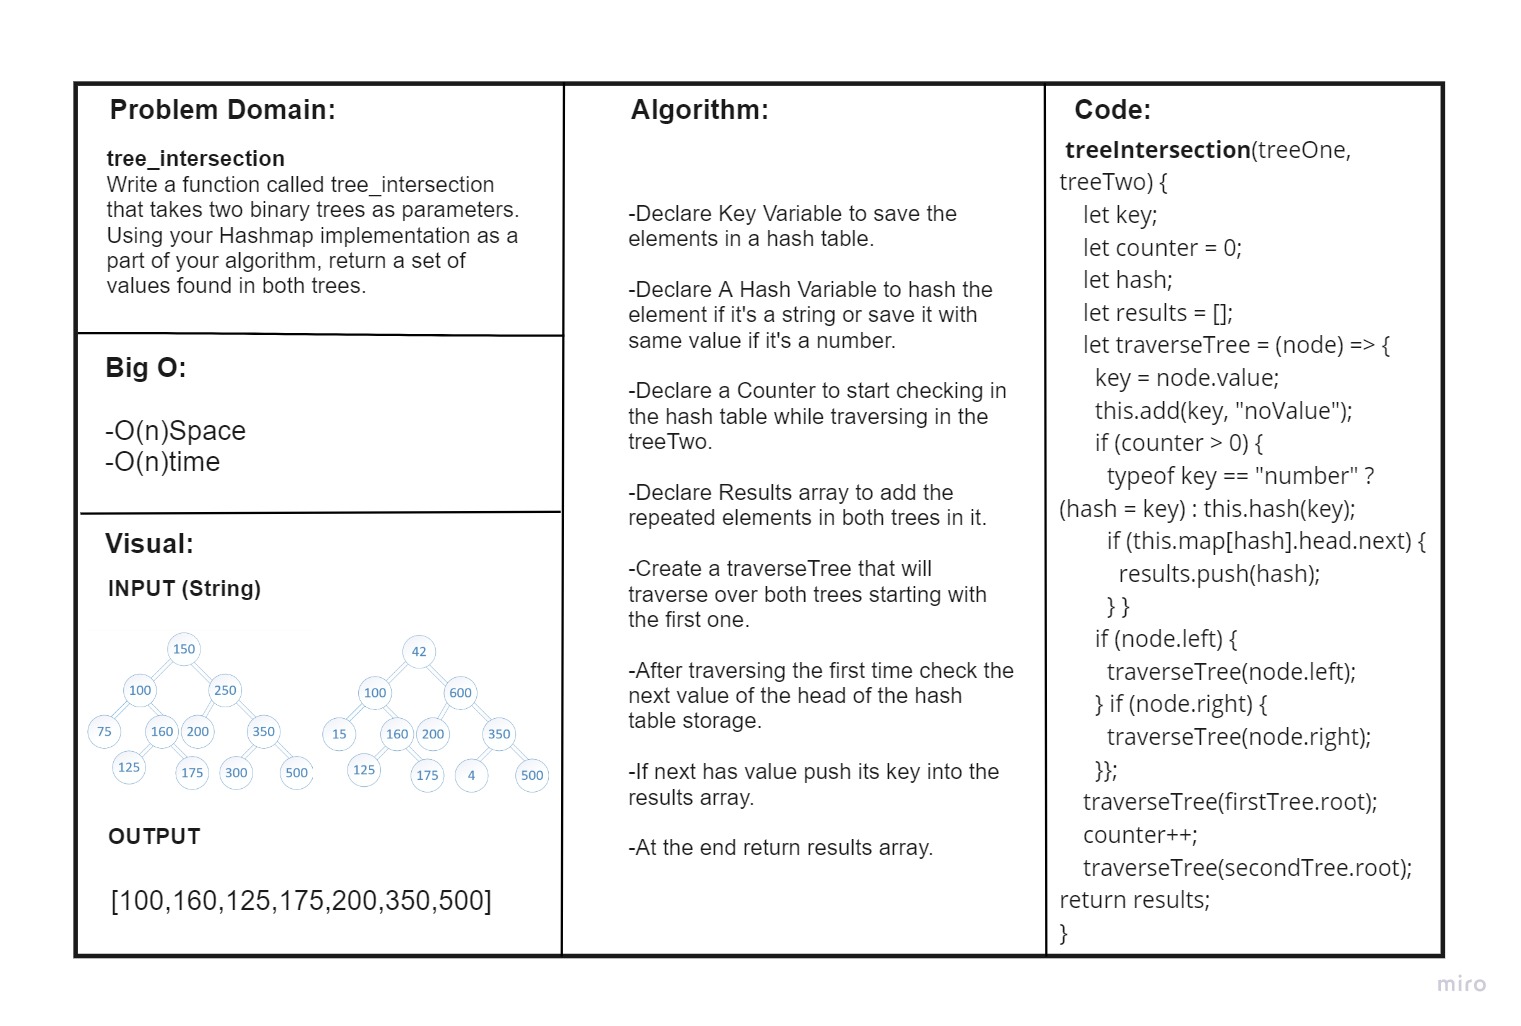 Problem Domain:
tree_intersection
Write a function called tree_intersection
that takes two binary trees as parameters.
Using your Hashmap implementation as a
part of your algorithm, return a set of
values found in both trees.
Big O:
-O(n)Space
-O(n)time
Visual:
INPUT (String)
150
100 250
75 160 200 350
125 175 300 500
42
100 600
15 160 200 350
125 175 4 500
OUTPUT
[100,160,125,175,200,350,500]
Algorithm:
-Declare Key Variable to save the
elements in a hash table.
-Declare A Hash Variable to hash the
element if it's a string or save it with
same value if it's a number.
-Declare a Counter to start checking in
the hash table while traversing in the
treeTwo.
-Declare Results array to add the
repeated elements in both trees in it.
-Create a traverseTree that will
traverse over both trees starting with
the first one.
-After traversing the first time check the
next value of the head of the hash
table storage.
-If next has value push its key into the
results array.
-At the end return results array.
Code:
treeIntersection(treeOne,
treeTwo) {
let key;
let counter = 0;
let hash;
let results = [];
let traverseTree = (node) => {
key = node.value;
this.add(key, "noValue");
if (counter > 0) {
typeof key == "number" ?
(hash = key) : this.hash(key);
if (this.map[hash].head.next) {
results.push(hash);
} }
if (node.left) {
traverseTree(node.left);
} if (node.right) {
traverseTree(node.right);
}};
traverseTree(firstTree.root);
counter++;
traverseTree(secondTree.root);
return results;
}
miro